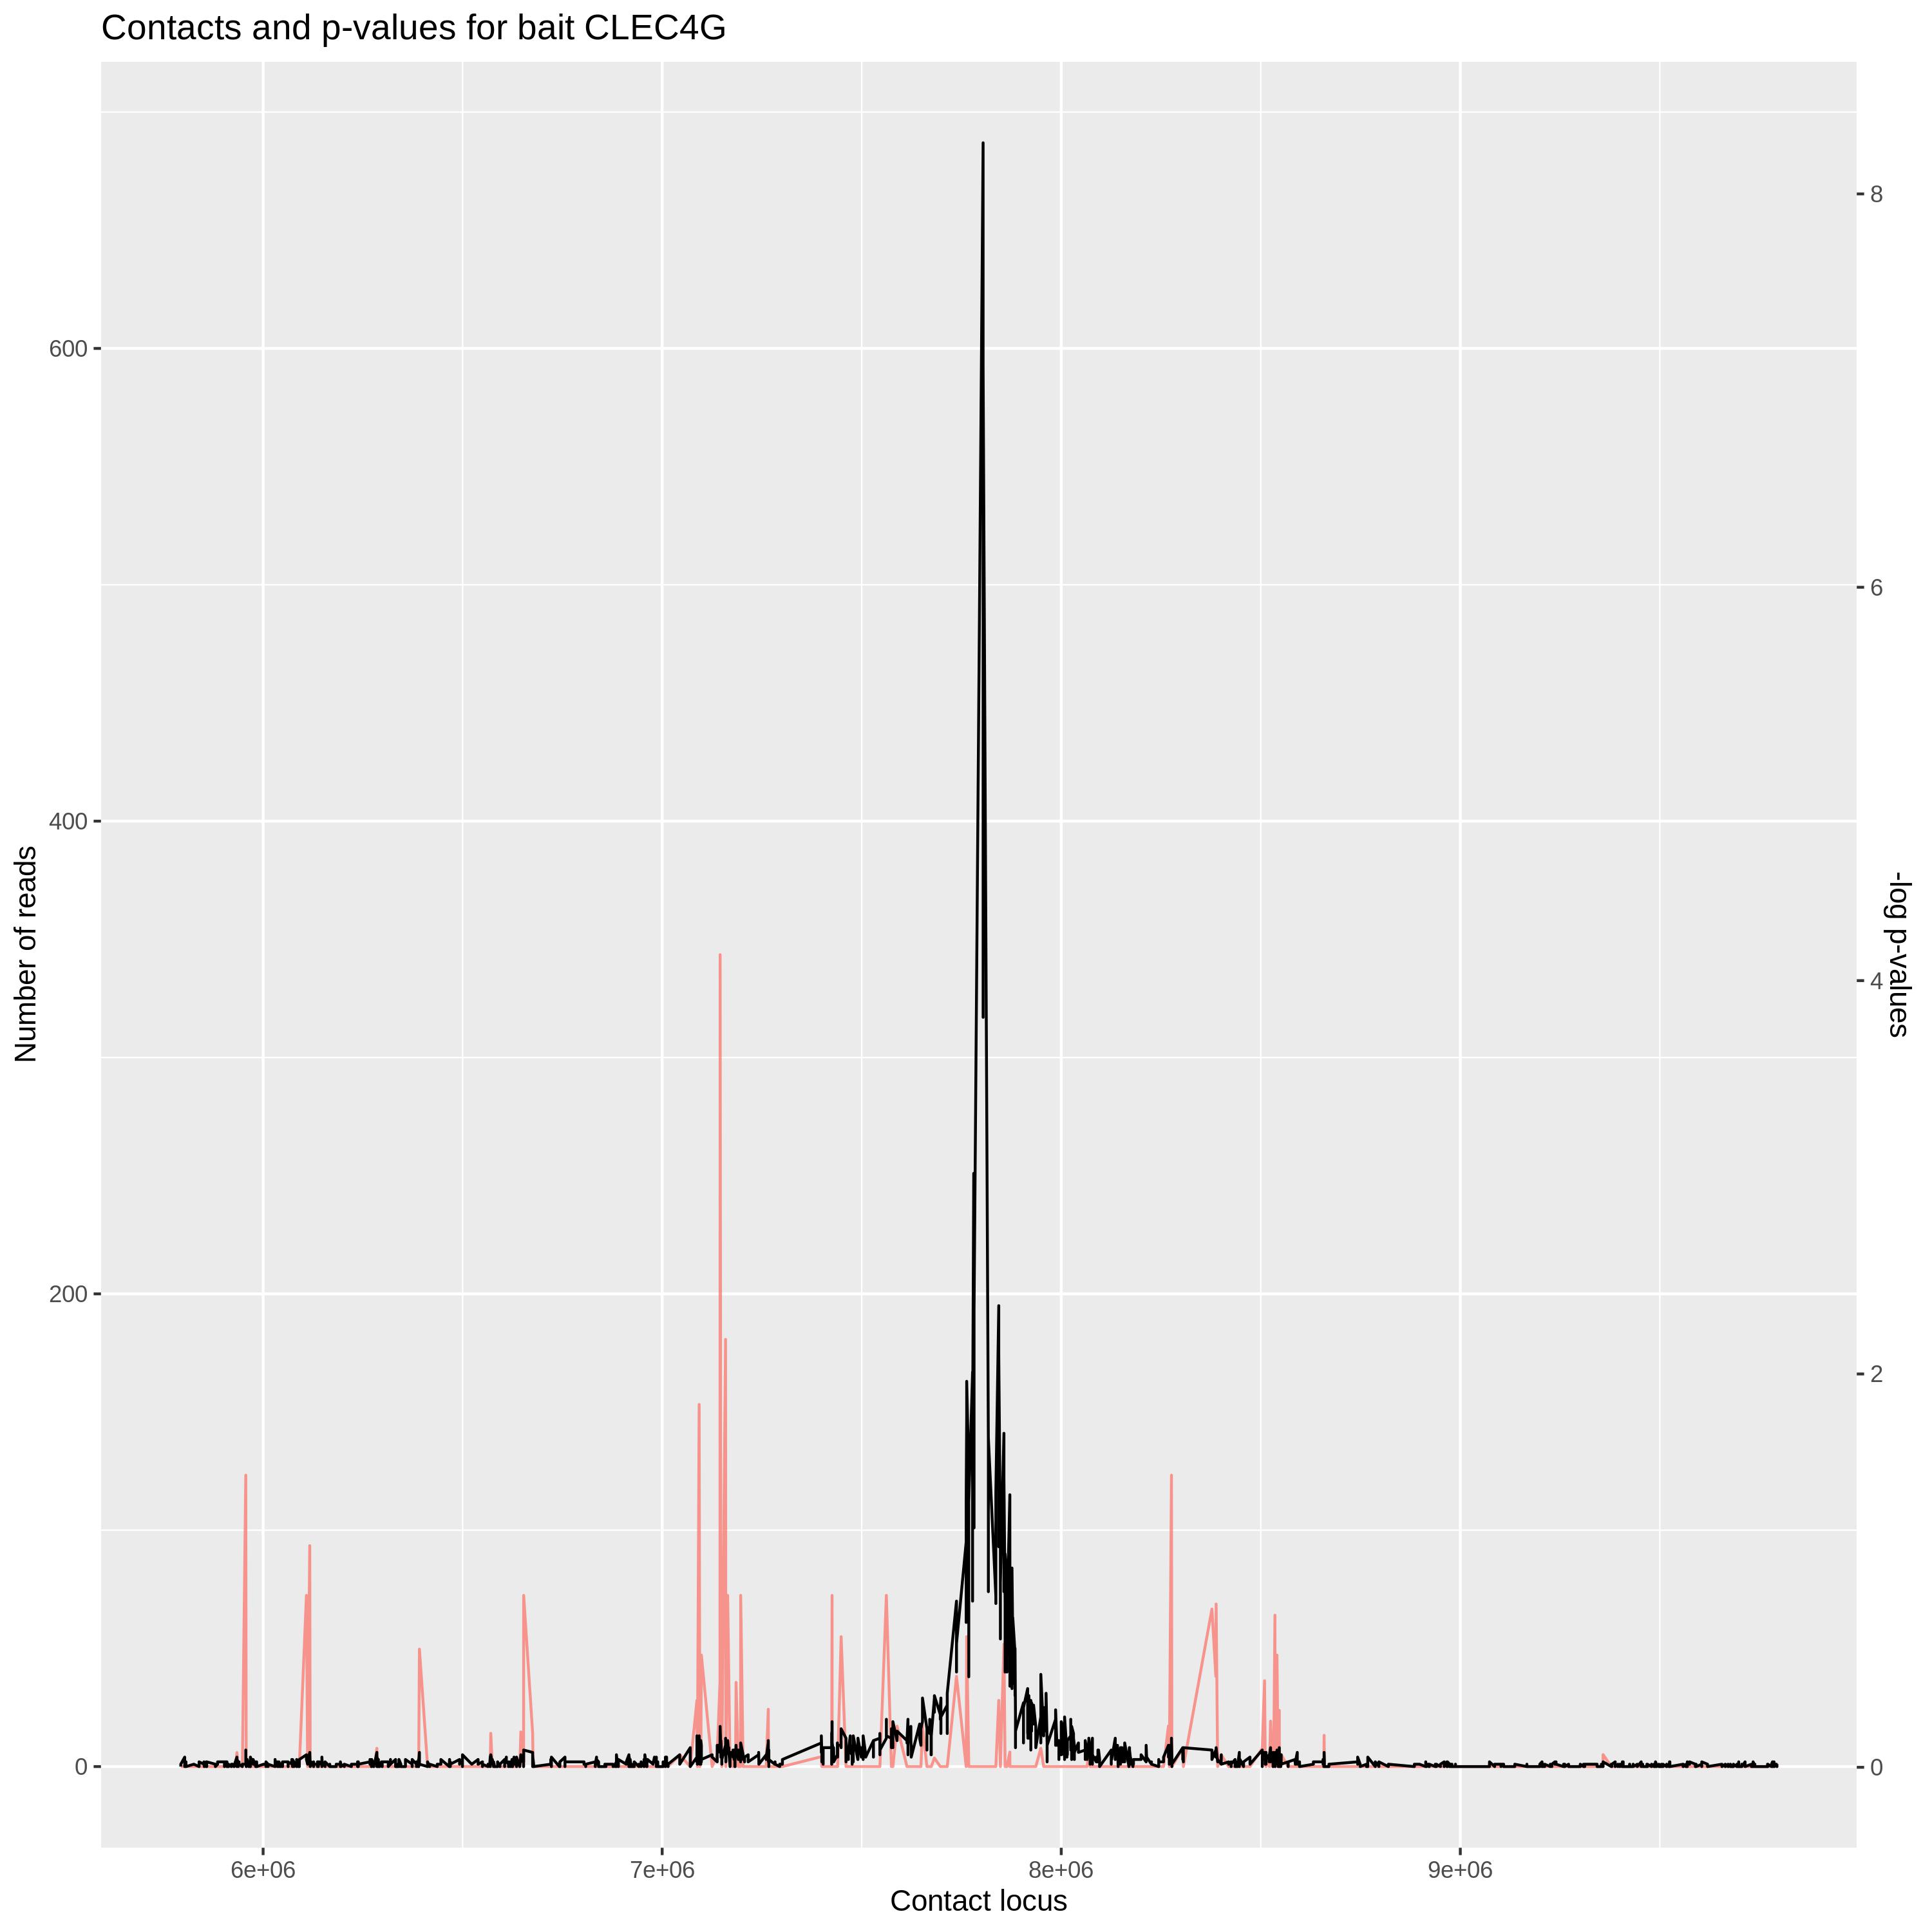 Contacts and p-values for bait CLEC4G
600
400
200
0
Number of reads
8
6
4
2
0
-log p-values
6e+06
7e+06
8e+06
9e+06
Contact locus